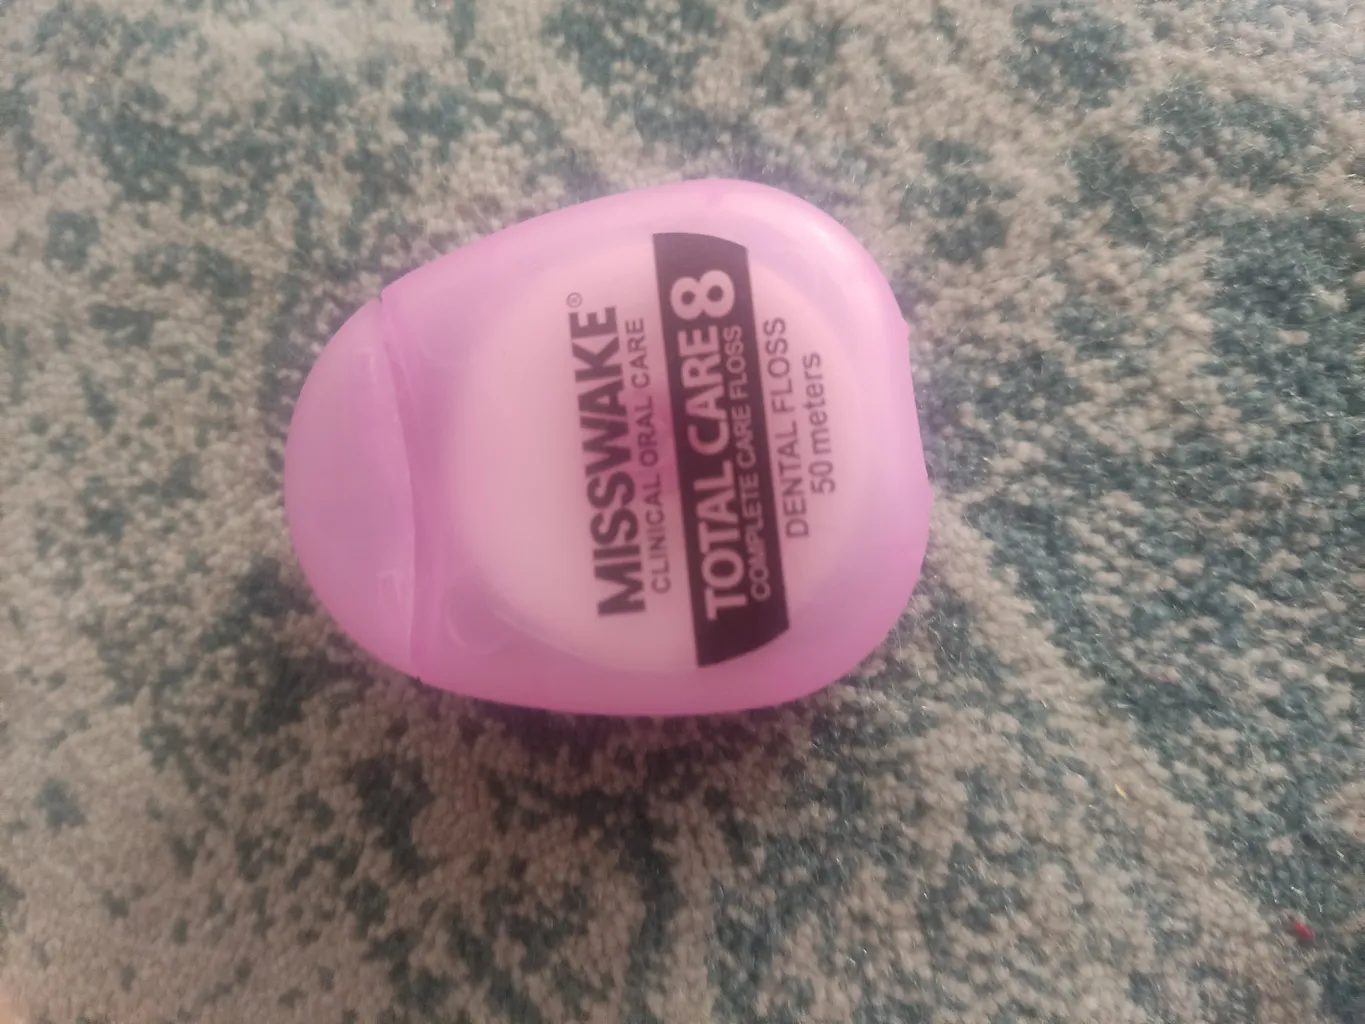 MISSWAKE®
CLINICAL ORAL CARE
TOTAL CARE 8
COMPLETE CARE FLOSS
DENTAL FLOSS
50 meters